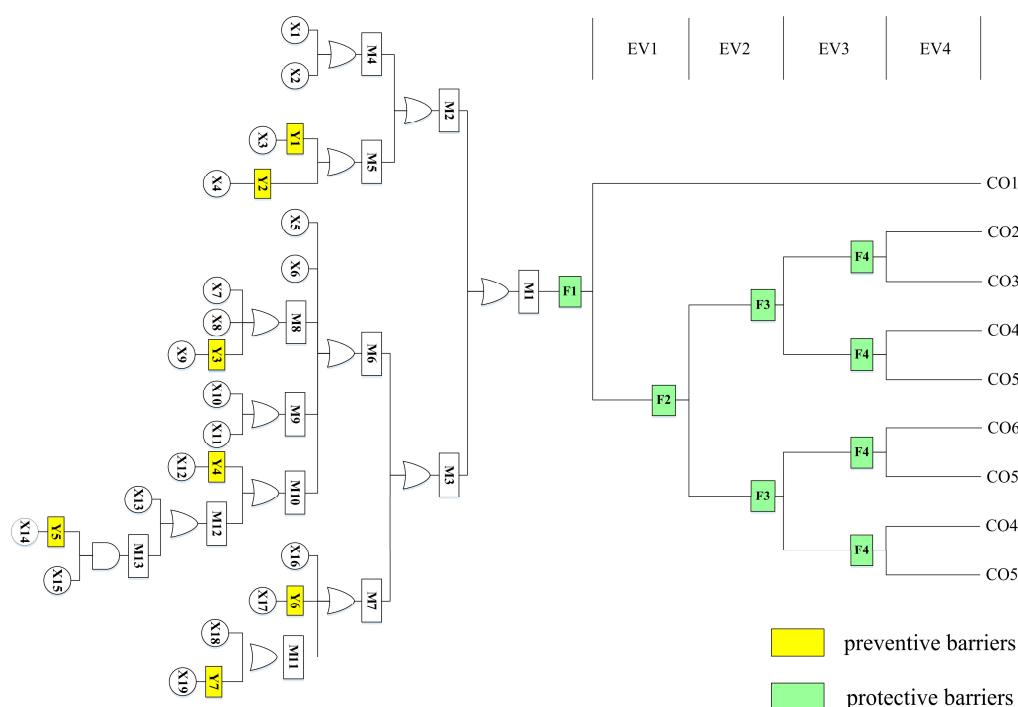 EV1 EV2 EV3 EV4
X1
X2
M4
M2
X3
Y1
M5
X4
Y2
X5
X6
X7
X8
M8
X9
Y3
M6
X10
X11
M9
X12
Y4
M10
X13
M12
X14
Y5
M13
X15
M3
X16
X17
Y6
M7
X18
M11
X19
Y7
M1
F1
F2
F3
F3
F4
F4
F4
F4
CO1
CO2
CO3
CO4
CO5
CO6
CO5
CO4
CO5
preventive barriers
protective barriers